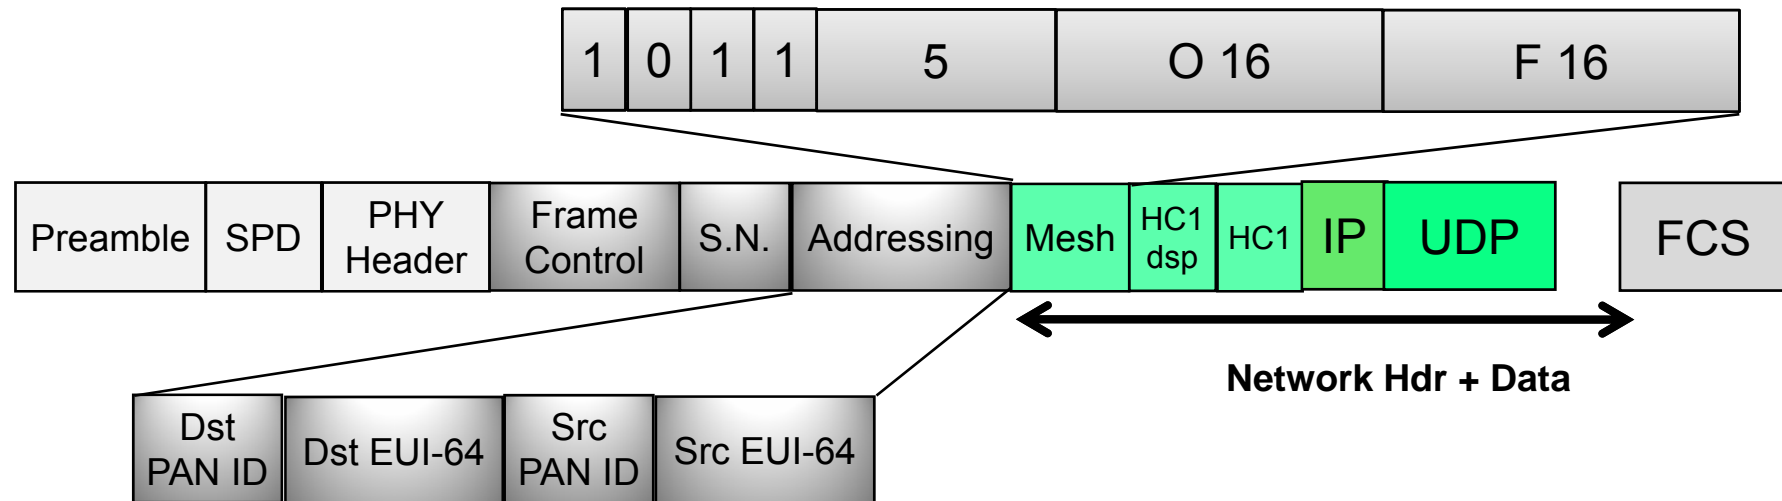 1 0 1 1 5 O 16 F 16
Preamble SPD PHY Header Frame Control S.N. Addressing Mesh HC1 dsp HC1 IP UDP FCS
Network Hdr + Data
Dst PAN ID Dst EUI-64 Src PAN ID Src EUI-64